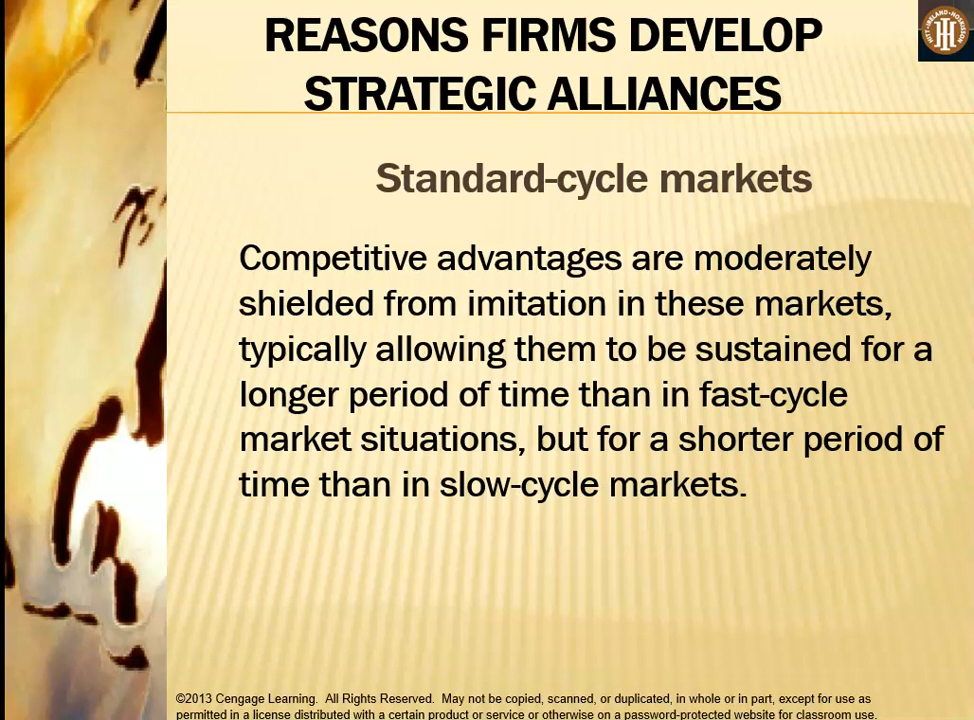 REASONS FIRMS DEVELOP
STRATEGIC ALLIANCES
HITT•IRELAND•HOSKISSON
Standard-cycle markets
Competitive advantages are moderately
shielded from imitation in these markets,
typically allowing them to be sustained for a
longer period of time than in fast-cycle
market situations, but for a shorter period of
time than in slow-cycle markets.
©2013 Cengage Learning. All Rights Reserved. May not be copied, scanned, or duplicated, in whole or in part, except for use as
permitted in a license distributed with a certain product or service or otherwise on a password-protected website for classroom use.